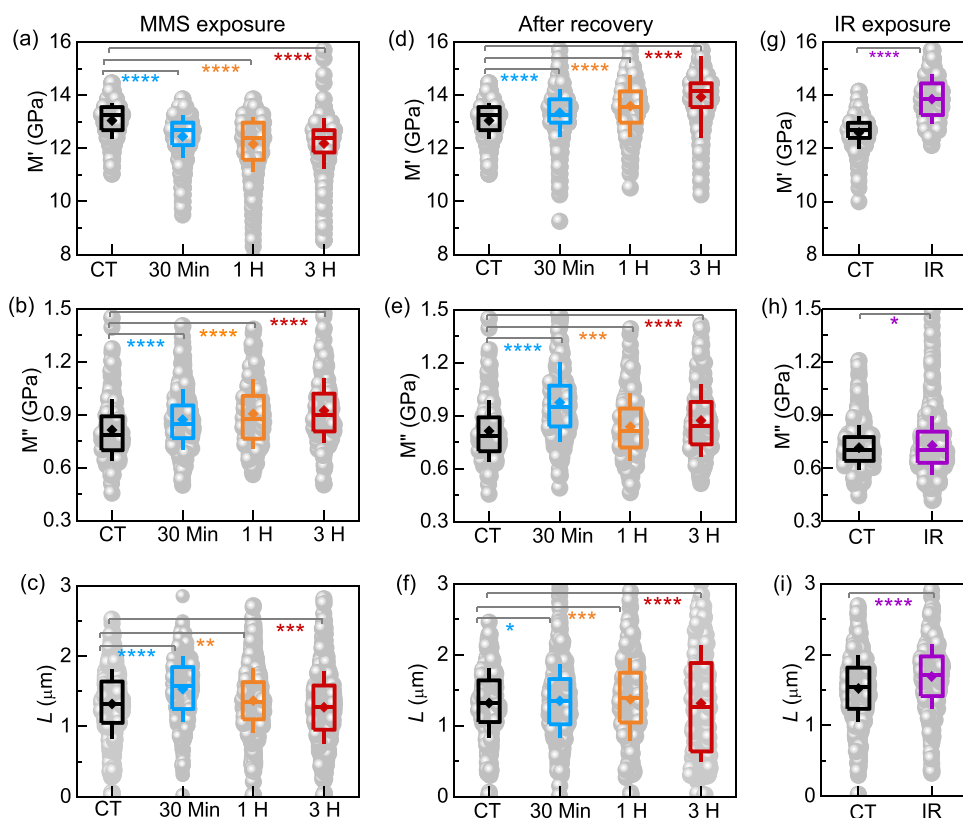 MMS exposure
After recovery
IR exposure
(a)
16
14
12
10
8
M' (GPa)
****
****
****
CT 30 Min 1 H 3 H
(d)
16
14
12
10
8
M' (GPa)
****
****
****
CT 30 Min 1 H 3 H
(g)
16
14
12
10
8
M' (GPa)
****
CT IR
(b)
1.5
1.2
0.9
0.6
0.3
M" (GPa)
****
****
****
CT 30 Min 1 H 3 H
(e)
1.5
1.2
0.9
0.6
0.3
M" (GPa)
****
***
****
CT 30 Min 1 H 3 H
(h)
1.5
1.2
0.9
0.6
0.3
M" (GPa)
*
CT IR
(c)
3
2
1
0
L (μm)
****
**
***
CT 30 Min 1 H 3 H
(f)
3
2
1
0
L (μm)
*
***
****
CT 30 Min 1 H 3 H
(i)
3
2
1
0
L (μm)
****
CT IR